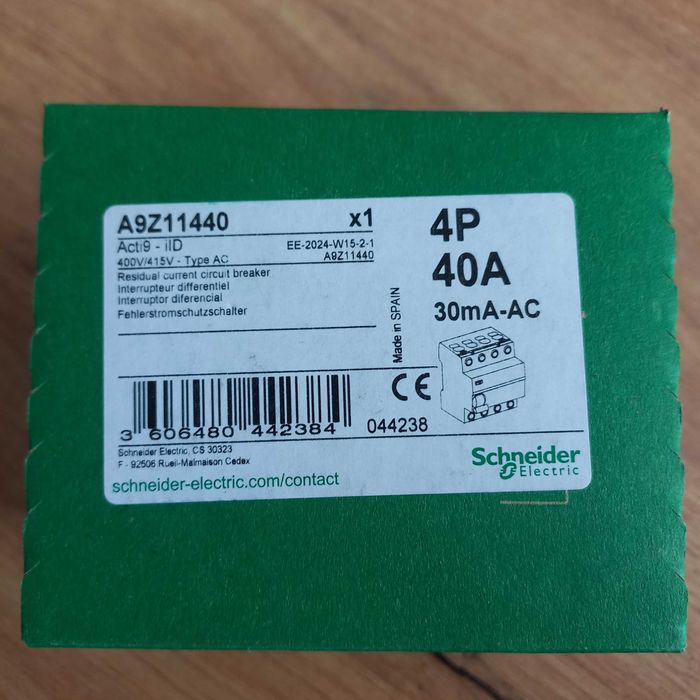 A9Z11440 x1
Acti9 - iID EE-2024-W15-2-1
400V/415V - Type AC A9Z11440
Residual current circuit breaker
Interrupteur differentiel
Interruptor diferencial
Fehlerstromschutzschalter
Made in SPAIN
4P
40A
30mA-AC
CE
3 606480 442384 044238
Schneider Electric, CS 30323
F - 92506 Rueil-Malmaison Cedex
schneider-electric.com/contact
Schneider
Electric